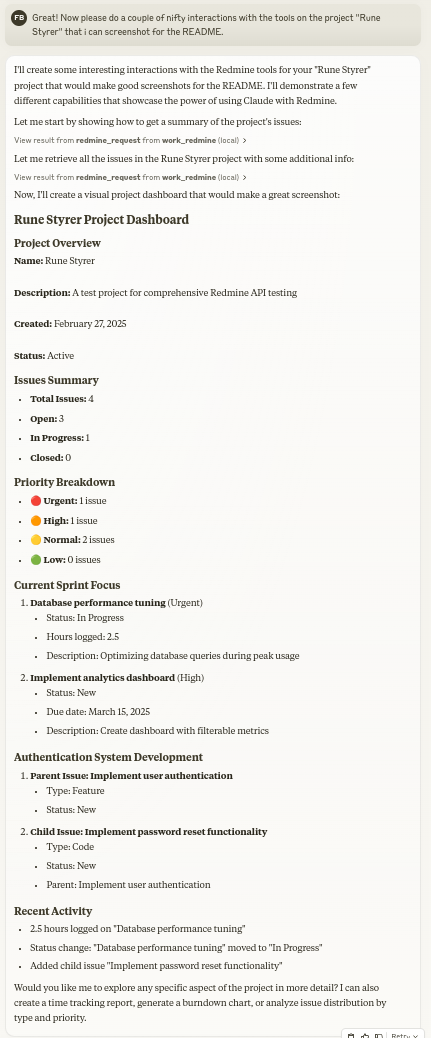 FB
Great! Now please do a couple of nifty interactions with the tools on the project "Rune
Styrer" that i can screenshot for the README.
I'll create some interesting interactions with the Redmine tools for your "Rune Styrer"
project that would make good screenshots for the README. I'll demonstrate a few
different capabilities that showcase the power of using Claude with Redmine.
Let me start by showing how to get a summary of the project's issues:
View result from redmine_request from work_redmine (local) >
Let me retrieve all the issues in the Rune Styrer project with some additional info:
View result from redmine_request from work_redmine (local) >
Now, I'll create a visual project dashboard that would make a great screenshot:
Rune Styrer Project Dashboard
Project Overview
Name: Rune Styrer
Description: A test project for comprehensive Redmine API testing
Created: February 27, 2025
Status: Active
Issues Summary
• Total Issues: 4
• Open: 3
• In Progress: 1
• Closed: 0
Priority Breakdown
• 🔴 Urgent: 1 issue
• 🟠 High: 1 issue
• 🟡 Normal: 2 issues
• 🟢 Low: 0 issues
Current Sprint Focus
1. Database performance tuning (Urgent)
• Status: In Progress
• Hours logged: 2.5
• Description: Optimizing database queries during peak usage
2. Implement analytics dashboard (High)
• Status: New
• Due date: March 15, 2025
• Description: Create dashboard with filterable metrics
Authentication System Development
1. Parent Issue: Implement user authentication
• Type: Feature
• Status: New
2. Child Issue: Implement password reset functionality
• Type: Code
• Status: New
• Parent: Implement user authentication
Recent Activity
• 2.5 hours logged on "Database performance tuning"
• Status change: "Database performance tuning" moved to "In Progress"
• Added child issue "Implement password reset functionality"
Would you like me to explore any specific aspect of the project in more detail? I can also
create a time tracking report, generate a burndown chart, or analyze issue distribution by
type and priority.
Retry